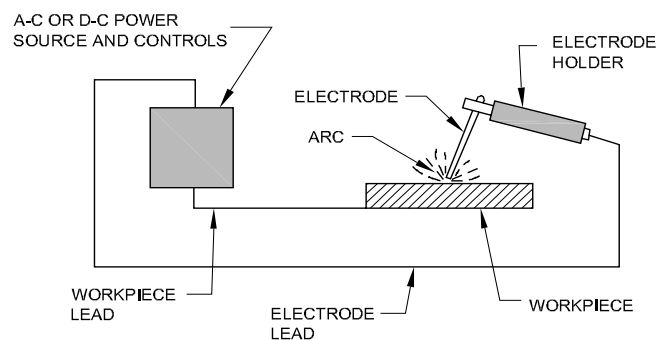 A-C OR D-C POWER
SOURCE AND CONTROLS
ELECTRODE
HOLDER
ELECTRODE
ARC
WORKPIECE
LEAD
ELECTRODE
LEAD
WORKPIECE